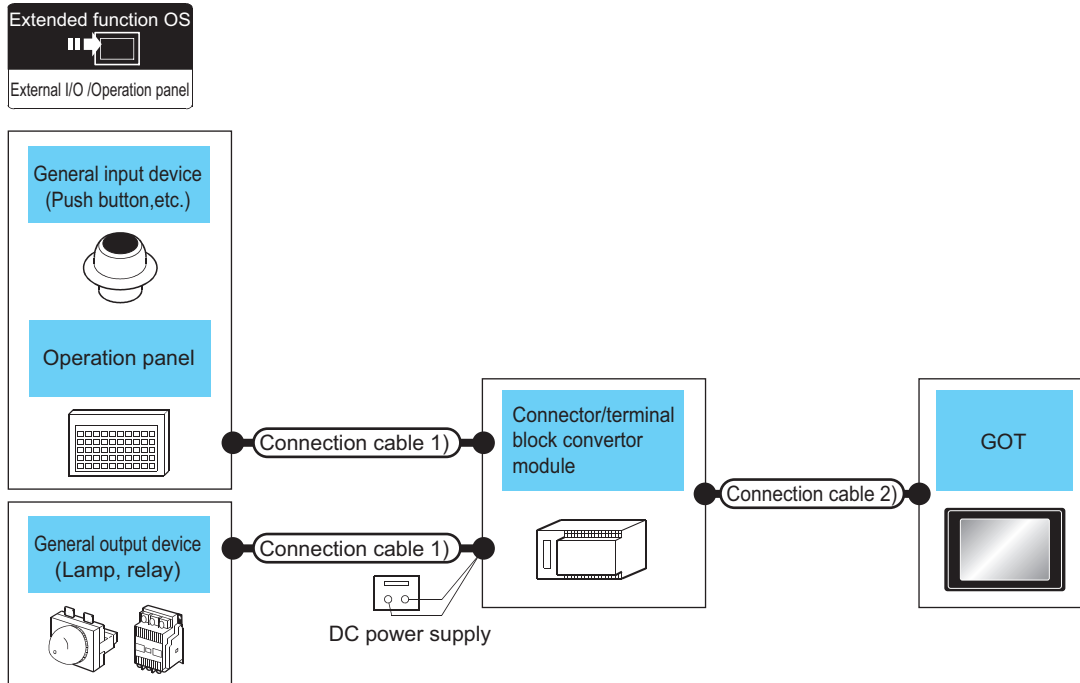 Extended function OS
External I/O /Operation panel
General input device
(Push button,etc.)
Operation panel
Connection cable 1)
Connector/terminal
block convertor
module
Connection cable 2)
GOT
General output device
(Lamp, relay)
Connection cable 1)
DC power supply